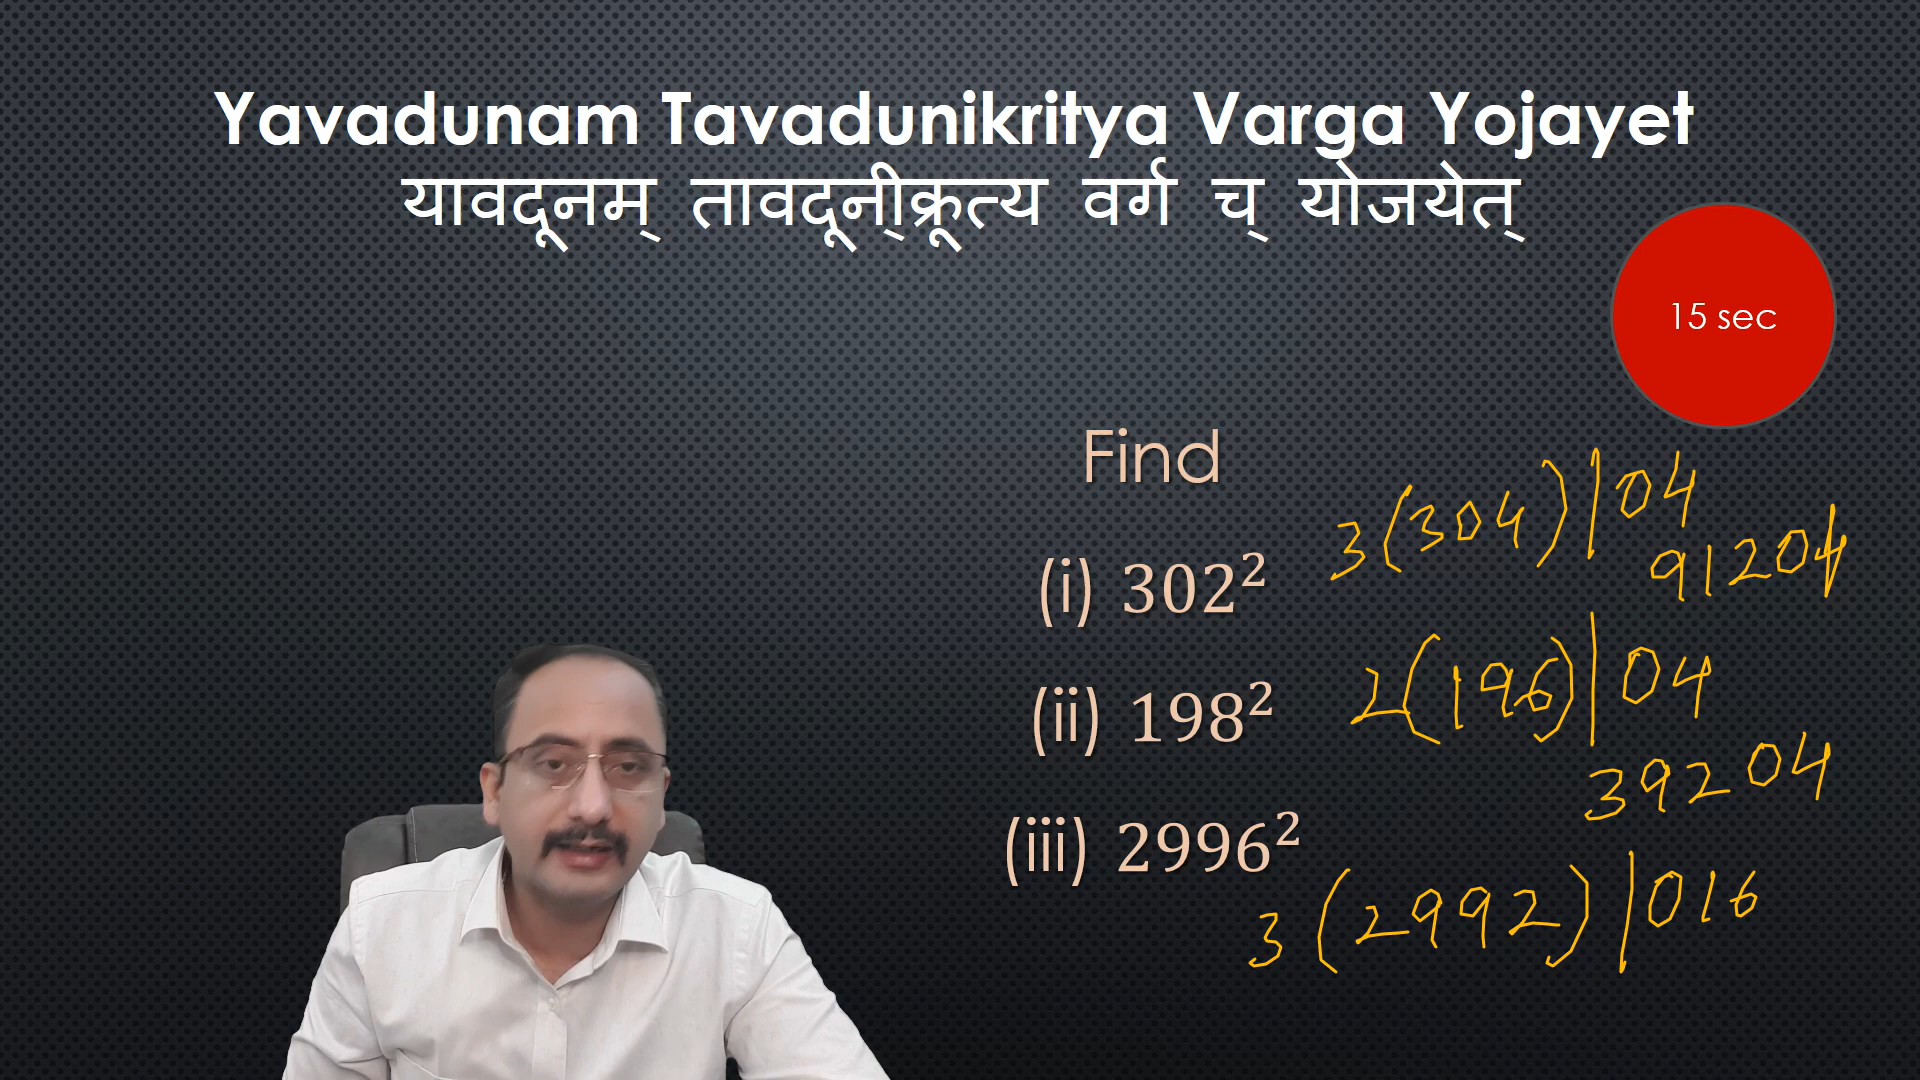 Yavadunam Tavadunikritya Varga Yojayet
यावदूनम् तावदूनी्क्रूत्य वर्ग च् योजयेत्
15 sec
Find
(i) 302²
3(304)|04
91204
(ii) 198²
2(196)|04
39204
(iii) 2996²
3(2992)|016